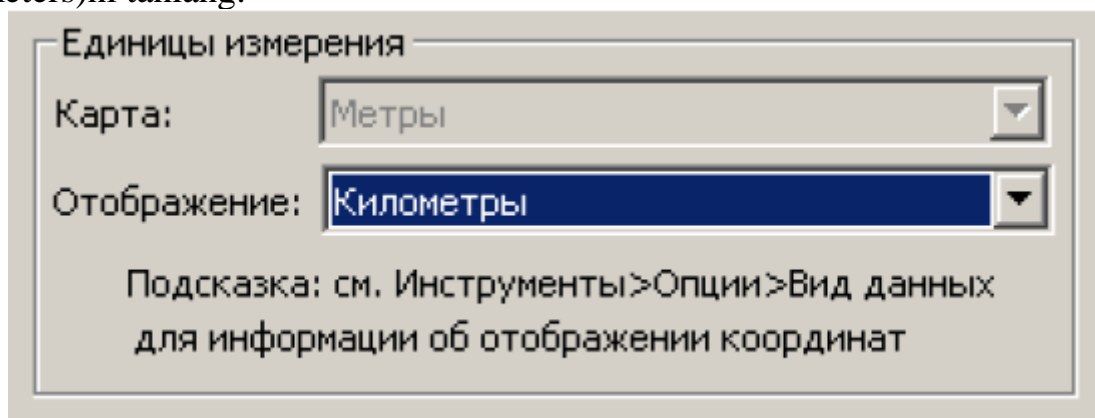 Единицы измерения
Карта: Метры
Отображение: Километры
Подсказка: см. Инструменты>Опции>Вид данных
для информации об отображении координат